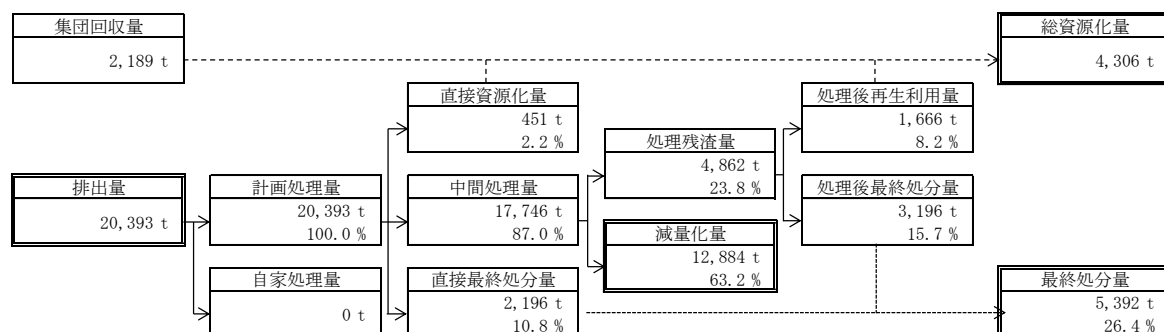 集団回収量
2,189 t
総資源化量
4,306 t
直接資源化量
451 t
2.2 %
処理後再生利用量
1,666 t
8.2 %
処理残渣量
4,862 t
23.8 %
排出量
20,393 t
計画処理量
20,393 t
100.0 %
中間処理量
17,746 t
87.0 %
処理後最終処分量
3,196 t
15.7 %
減量化量
12,884 t
63.2 %
自家処理量
0 t
直接最終処分量
2,196 t
10.8 %
最終処分量
5,392 t
26.4 %